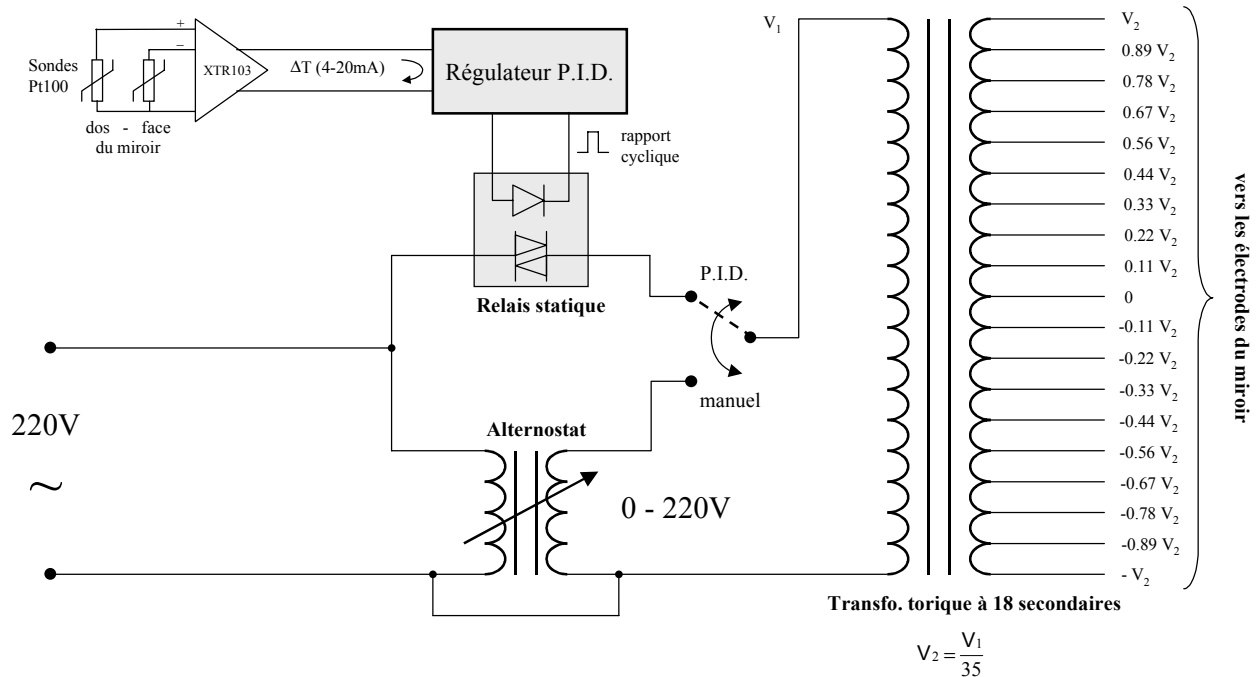 Sondes
Pt100
+
−
XTR103
ΔT (4-20mA)
Régulateur P.I.D.
dos - face
du miroir
rapport
cyclique
Relais statique
P.I.D.
manuel
220V
~
Alternostat
0 - 220V
V₁
V₂
0.89 V₂
0.78 V₂
0.67 V₂
0.56 V₂
0.44 V₂
0.33 V₂
0.22 V₂
0.11 V₂
0
-0.11 V₂
-0.22 V₂
-0.33 V₂
-0.44 V₂
-0.56 V₂
-0.67 V₂
-0.78 V₂
-0.89 V₂
- V₂
vers les électrodes du miroir
Transfo. torique à 18 secondaires
V₂ = V₁ / 35